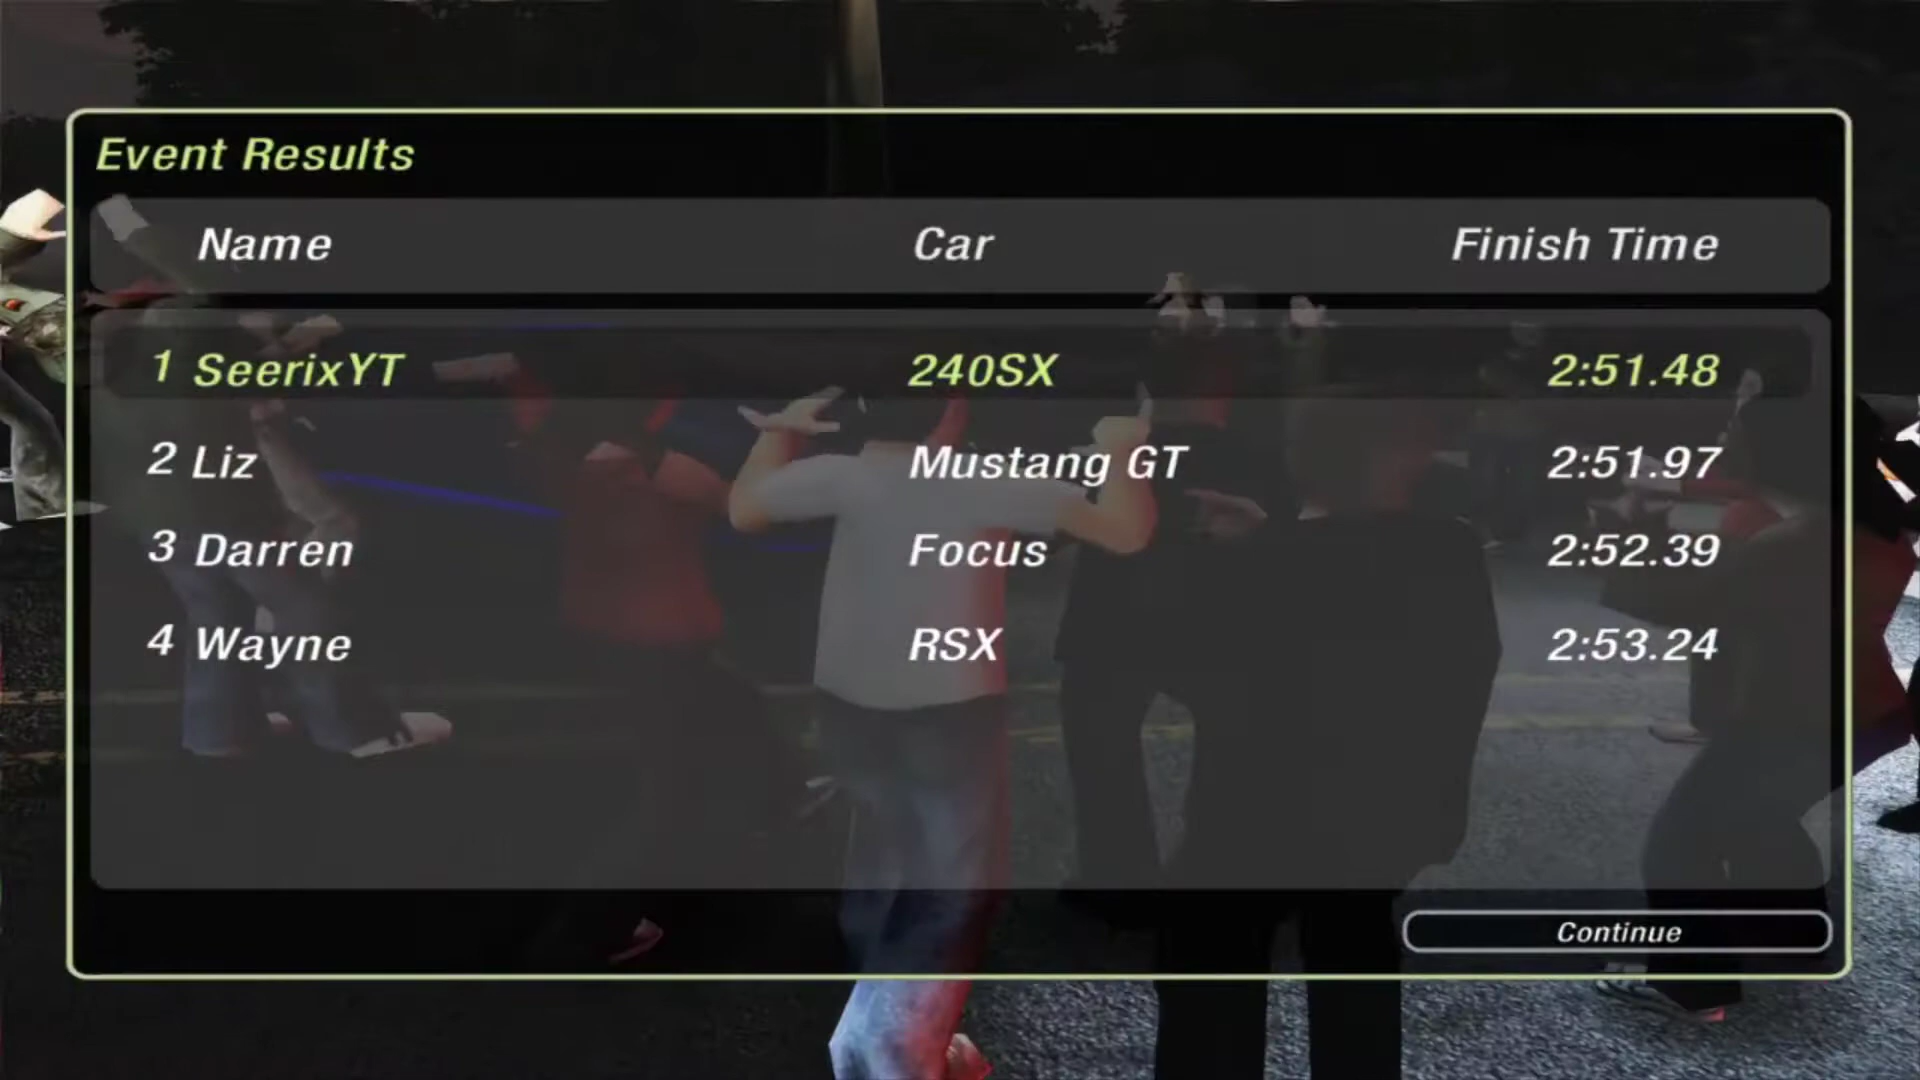 Event Results
Name Car Finish Time
1 SeerixYT 240SX 2:51.48
2 Liz Mustang GT 2:51.97
3 Darren Focus 2:52.39
4 Wayne RSX 2:53.24
Continue